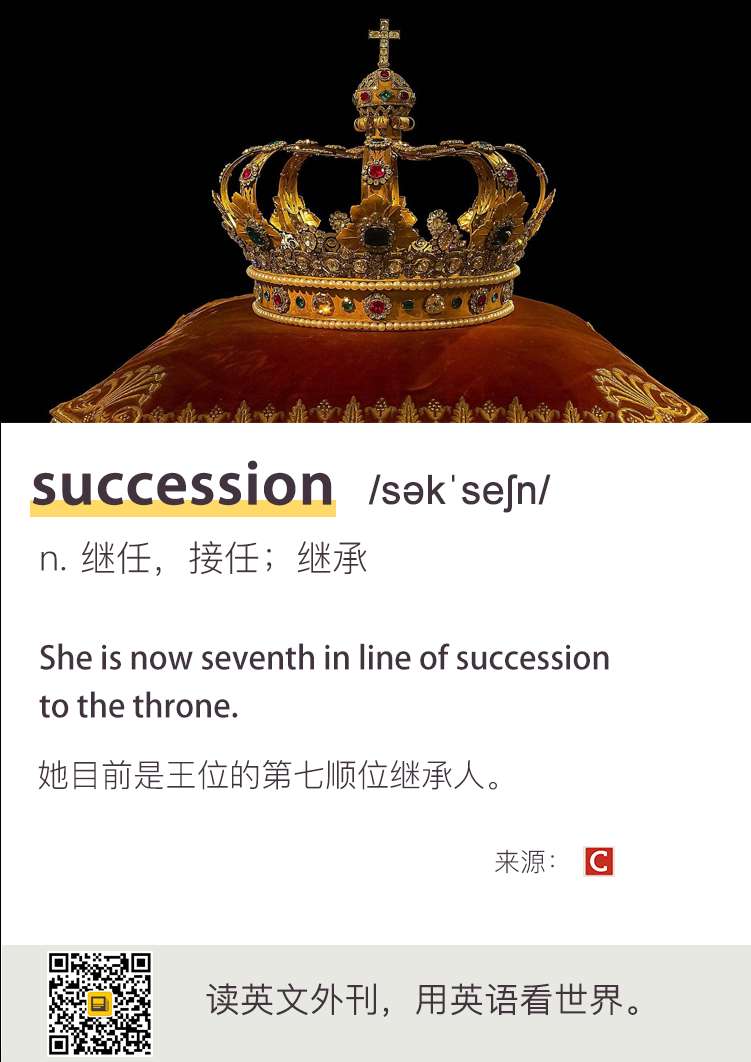 succession /səkˈseʃn/
n. 继任，接任；继承
She is now seventh in line of succession
to the throne.
她目前是王位的第七顺位继承人。
来源： C
读英文外刊，用英语看世界。